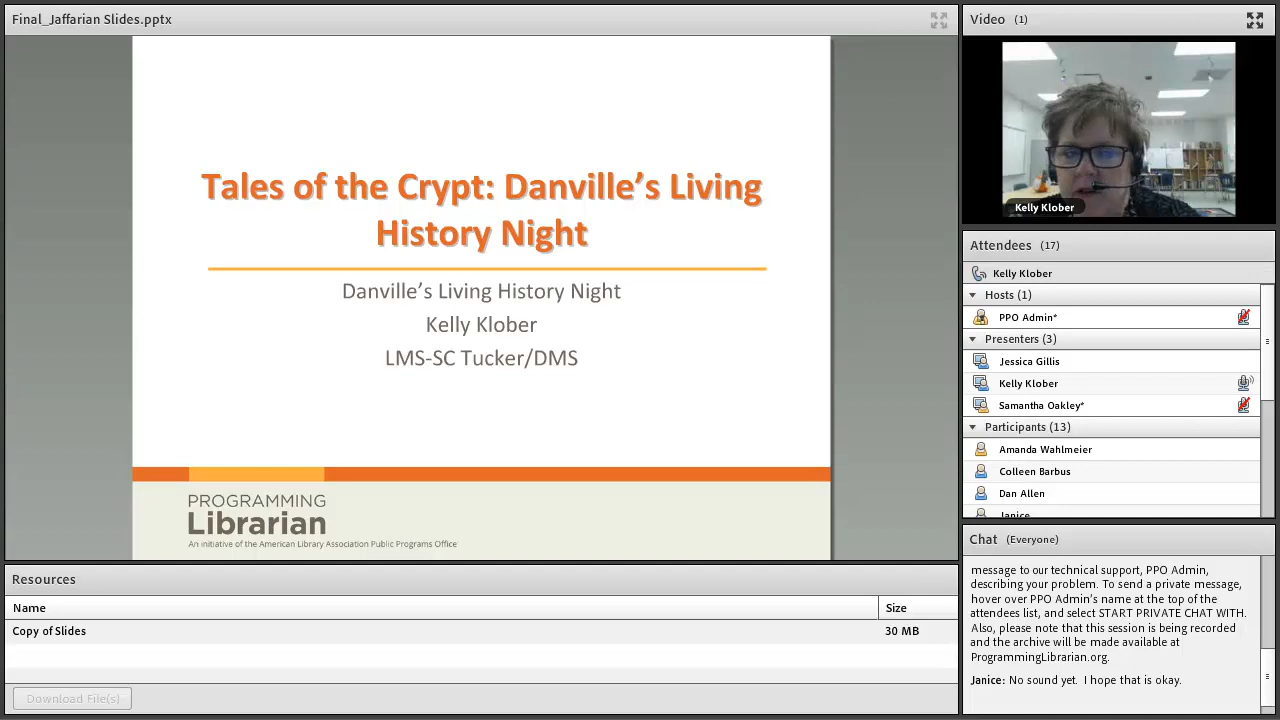 Final_Jaffarian Slides.pptx
Tales of the Crypt: Danville's Living
History Night
Danville's Living History Night
Kelly Klober
LMS-SC Tucker/DMS
PROGRAMMING
Librarian
An initiative of the American Library Association Public Programs Office
Resources
Name
Size
Copy of Slides
30 MB
Download File(s)
Video (1)
Kelly Klober
Attendees (17)
Kelly Klober
Hosts (1)
PPO Admin*
Presenters (3)
Jessica Gillis
Kelly Klober
Samantha Oakley*
Participants (13)
Amanda Wahlmeier
Colleen Barbus
Dan Allen
Janice
Chat (Everyone)
message to our technical support, PPO Admin,
describing your problem. To send a private message,
hover over PPO Admin's name at the top of the
attendees list, and select START PRIVATE CHAT WITH.
Also, please note that this session is being recorded
and the archive will be made available at
ProgrammingLibrarian.org.
Janice: No sound yet. I hope that is okay.